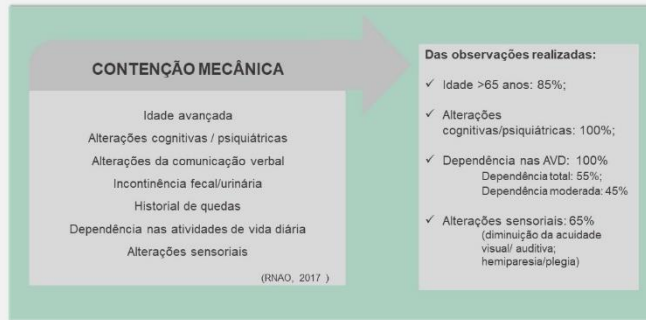 CONTENÇÃO MECÂNICA
Idade avançada
Alterações cognitivas / psiquiátricas
Alterações da comunicação verbal
Incontinência fecal/urinária
Historial de quedas
Dependência nas atividades de vida diária
Alterações sensoriais
(RNAO, 2017 )
Das observações realizadas:
✓ Idade >65 anos: 85%;
✓ Alterações
cognitivas/psiquiátricas: 100%;
✓ Dependência nas AVD: 100%
Dependência total: 55%;
Dependência moderada: 45%
✓ Alterações sensoriais: 65%
(diminuição da acuidade
visual/ auditiva;
hemiparesia/plegia)